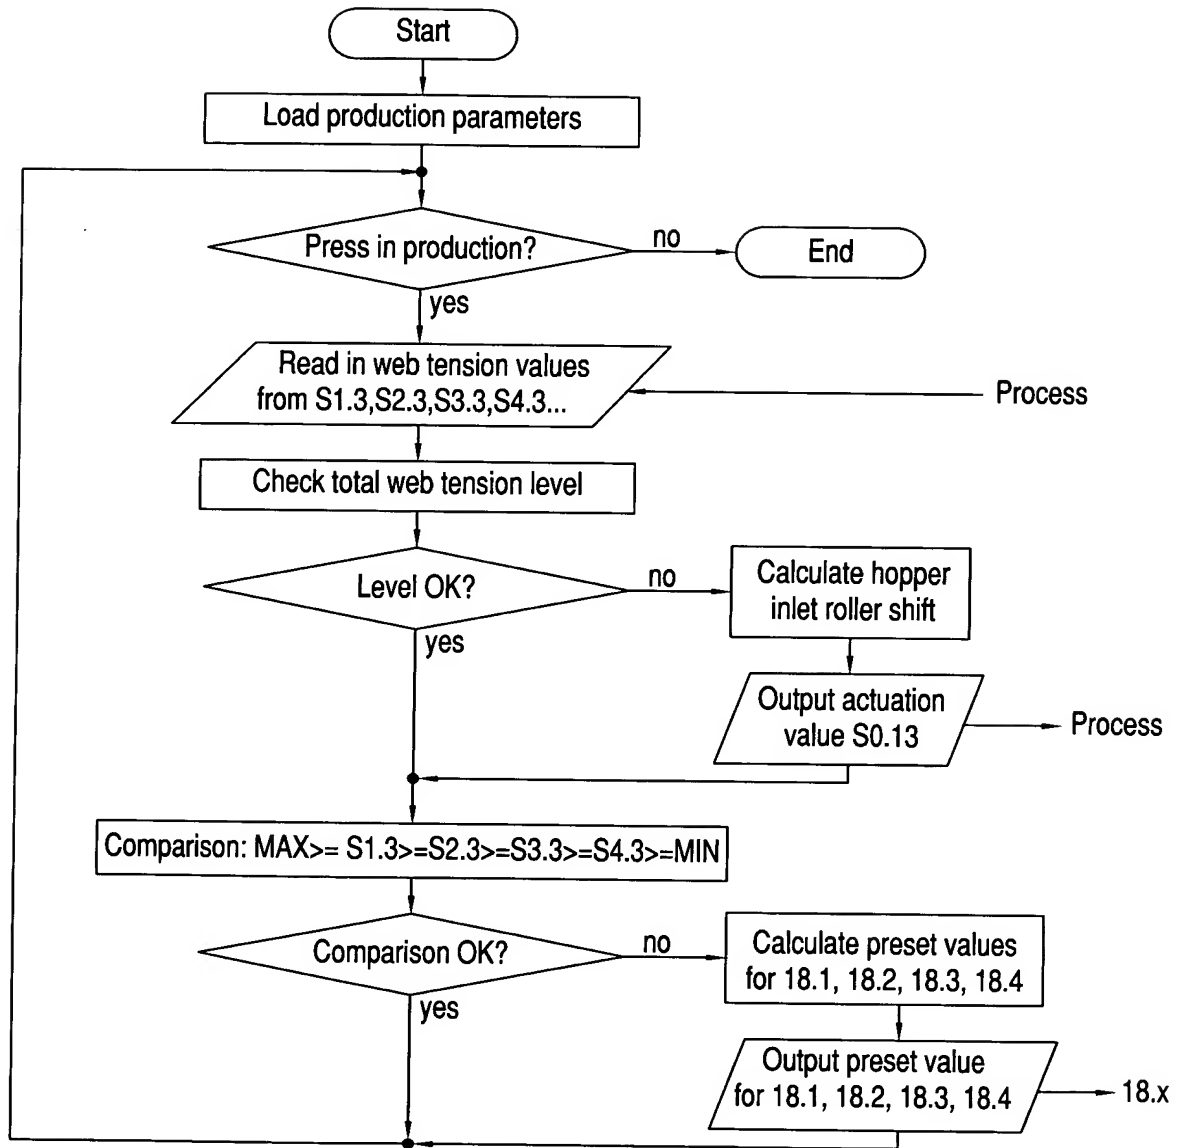 Start
Load production parameters
Press in production?
no
End
yes
Read in web tension values
from S1.3,S2.3,S3.3,S4.3...
Process
Check total web tension level
Level OK?
no
Calculate hopper
inlet roller shift
yes
Output actuation
value S0.13
Process
Comparison: MAX>= S1.3>=S2.3>=S3.3>=S4.3>=MIN
Comparison OK?
no
Calculate preset values
for 18.1, 18.2, 18.3, 18.4
yes
Output preset value
for 18.1, 18.2, 18.3, 18.4
18.x